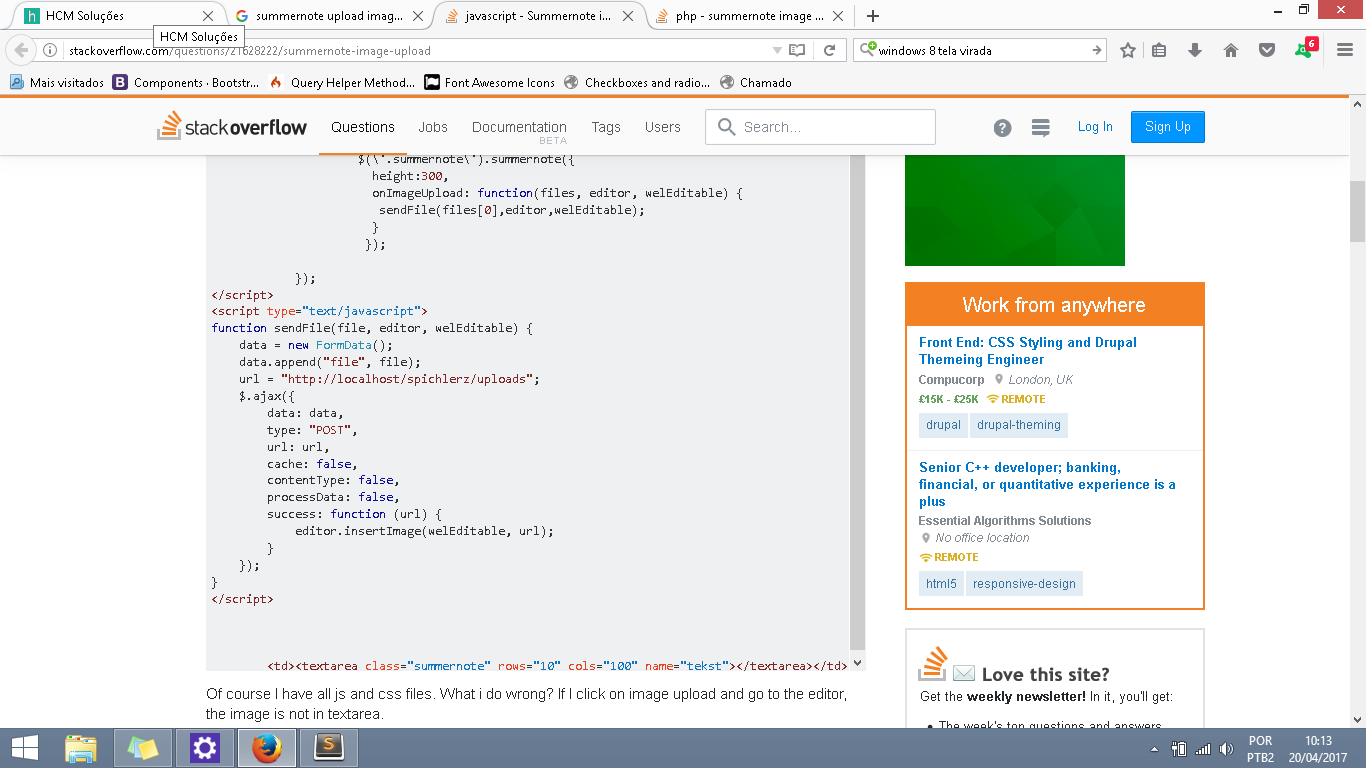 HCM Soluções
summernote upload imag...
javascript - Summernote i...
php - summernote image ...
HCM Soluções
stackoverflow.com/questions/21628222/summernote-image-upload
windows 8 tela virada
6
Mais visitados
Components · Bootstr...
Query Helper Method...
Font Awesome Icons
Checkboxes and radio...
Chamado
stackoverflow
Questions
Jobs
Documentation
BETA
Tags
Users
Search...
Log In
Sign Up
$(\'.summernote\').summernote({
height:300,
onImageUpload: function(files, editor, welEditable) {
sendFile(files[0],editor,welEditable);
}
});
});
</script>
<script type="text/javascript">
function sendFile(file, editor, welEditable) {
data = new FormData();
data.append("file", file);
url = "http://localhost/spichlerz/uploads";
$.ajax({
data: data,
type: "POST",
url: url,
cache: false,
contentType: false,
processData: false,
success: function (url) {
editor.insertImage(welEditable, url);
}
});
}
</script>
<td><textarea class="summernote" rows="10" cols="100" name="tekst"></textarea></td>
Of course I have all js and css files. What i do wrong? If I click on image upload and go to the editor,
the image is not in textarea.
Work from anywhere
Front End: CSS Styling and Drupal
Themeing Engineer
Compucorp London, UK
£15K - £25K REMOTE
drupal drupal-theming
Senior C++ developer; banking,
financial, or quantitative experience is a
plus
Essential Algorithms Solutions
No office location
REMOTE
html5 responsive-design
Love this site?
Get the weekly newsletter! In it, you'll get:
• The week's top questions and answers
POR
PTB2
10:13
20/04/2017